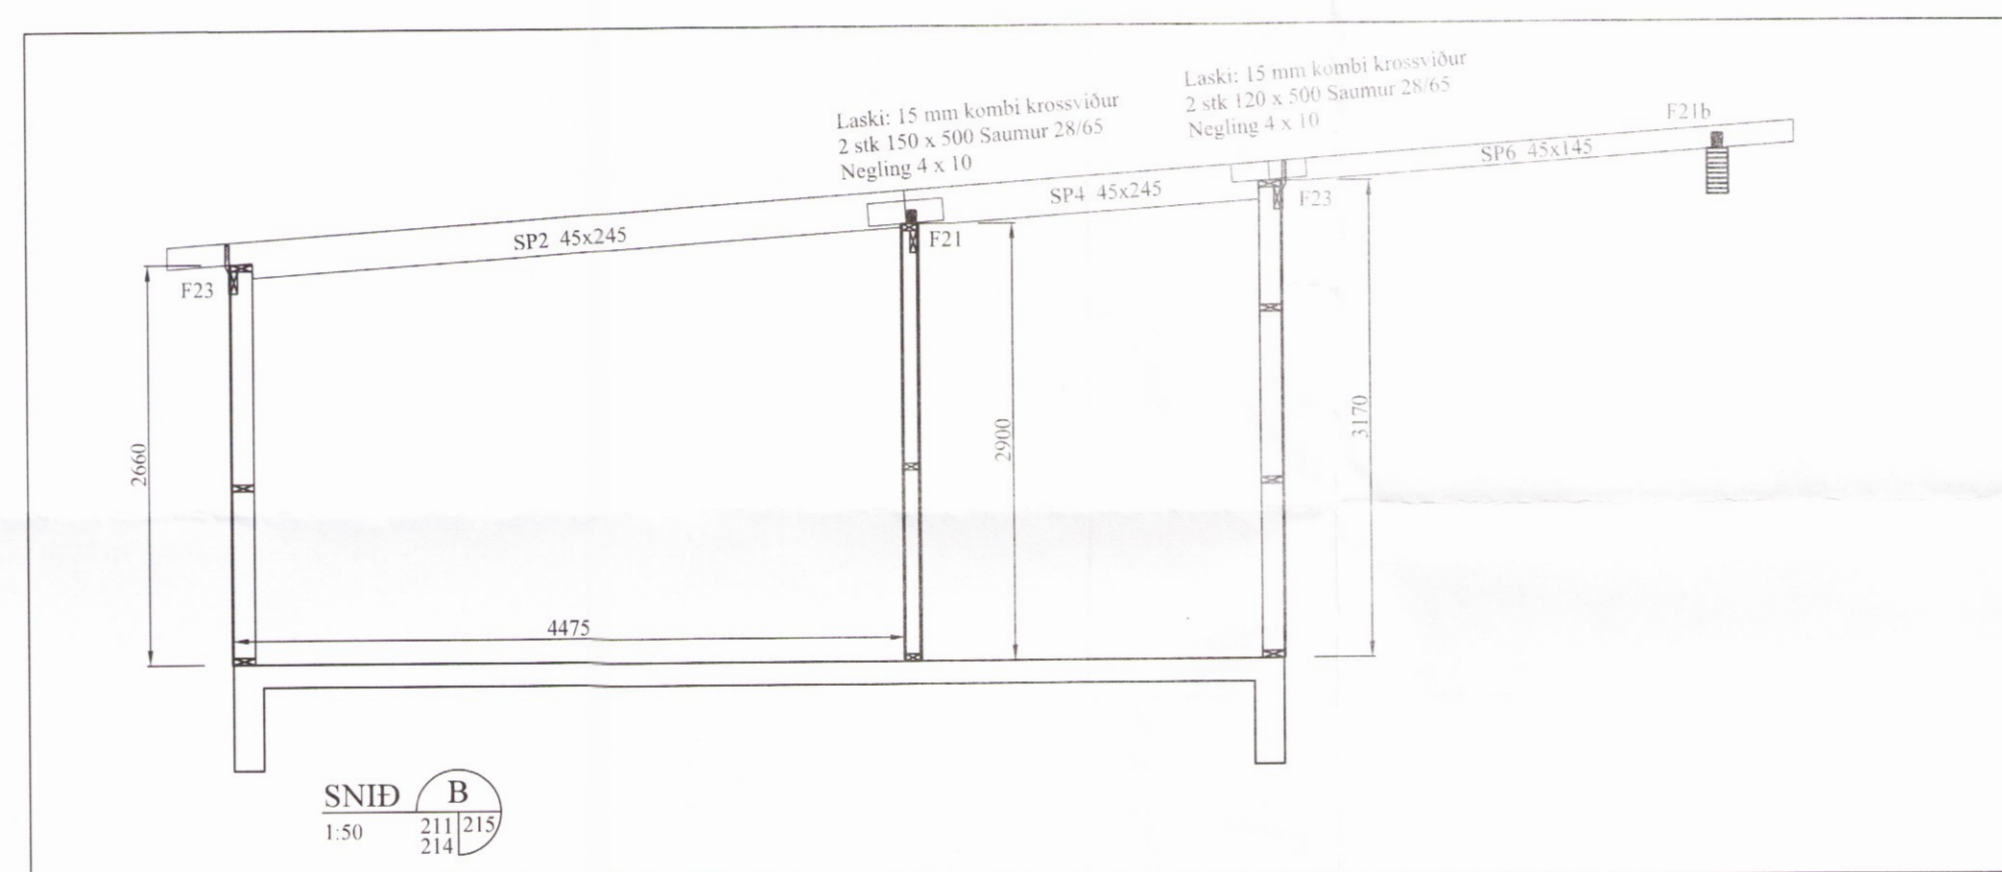 Laski: 15 mm kombi krossviður
2 stk 150 x 500 Saumur 28/65
Negling 4 x 10
Laski: 15 mm kombi krossviður
2 stk 120 x 500 Saumur 28/65
Negling 4 x 10
F21b
SP6 45x145
SP4 45x245
F23
SP2 45x245
F21
F23
2660
2900
3170
4475
SNIÐ B
1:50 211 215
214